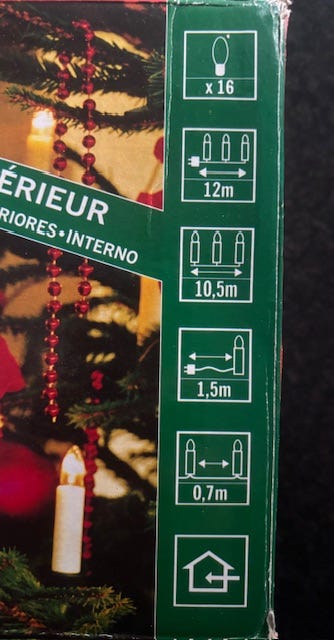 x 16
12m
ÉRIEUR
RIORES•INTERNO
10,5m
1,5m
0,7m